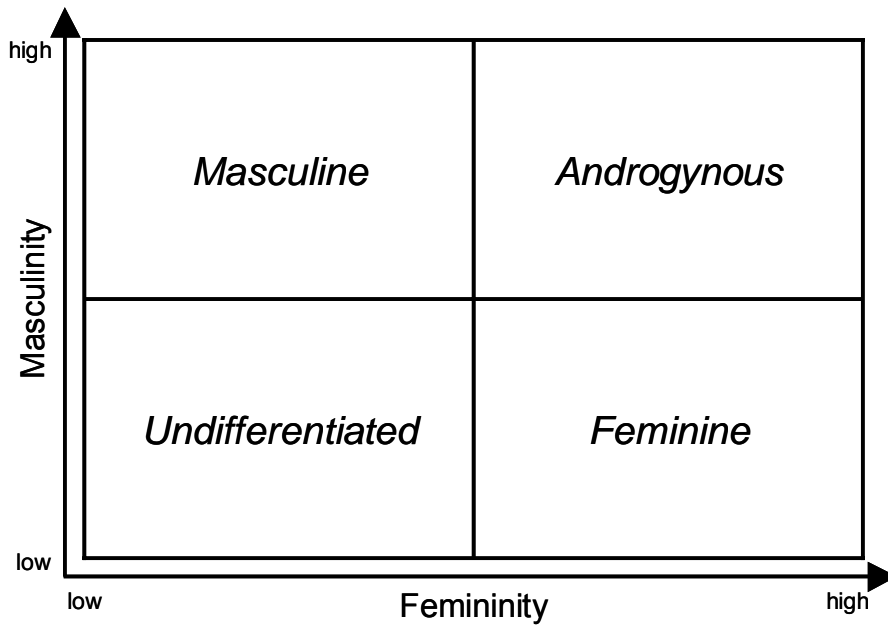 high
Masculine
Androgynous
Masculinity
Undifferentiated
Feminine
low
low
Femininity
high